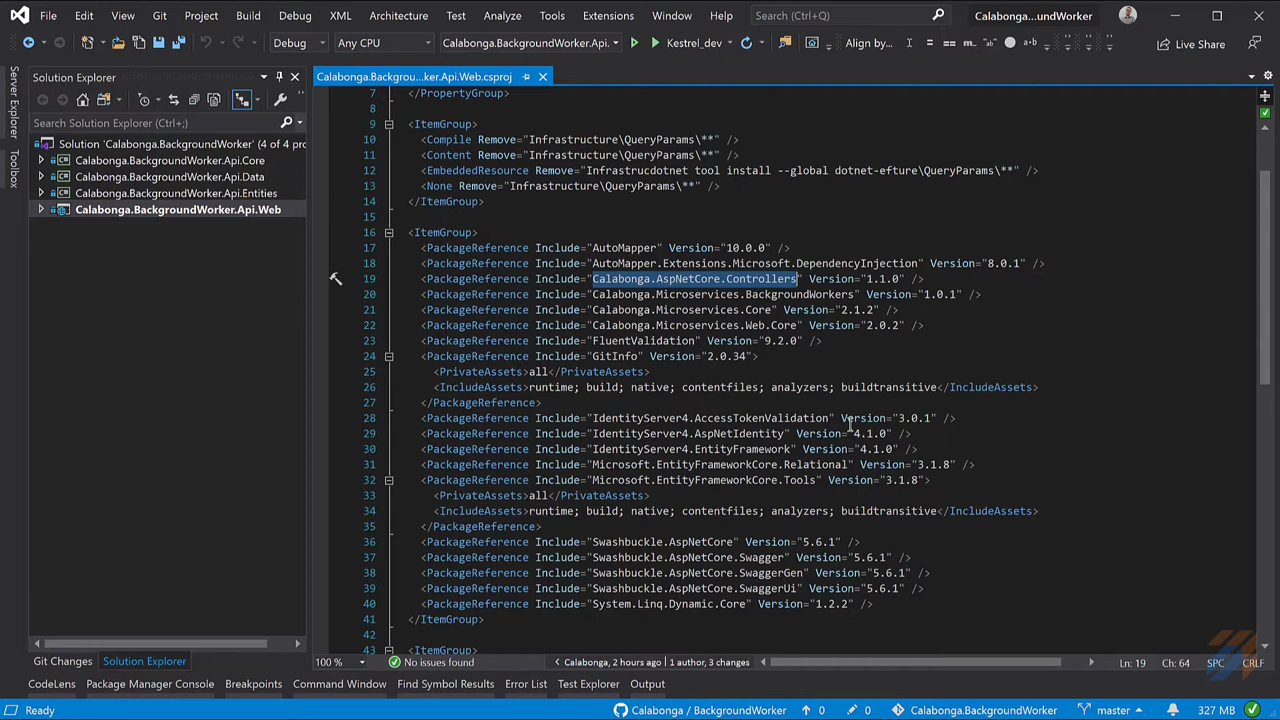 File Edit View Git Project Build Debug XML Architecture Test Analyze Tools Extensions Window Help Search (Ctrl+Q) Calabonga...undWorker
Debug Any CPU Calabonga.BackgroundWorker.Api. Kestrel_dev Align by... Live Share
Server Explorer
Toolbox
Solution Explorer
Search Solution Explorer (Ctrl+;)
Solution 'Calabonga.BackgroundWorker' (4 of 4 pro
Calabonga.BackgroundWorker.Api.Core
Calabonga.BackgroundWorker.Api.Data
Calabonga.BackgroundWorker.Api.Entities
Calabonga.BackgroundWorker.Api.Web
Calabonga.Backgrou...ker.Api.Web.csproj
7 </PropertyGroup>
8
9 <ItemGroup>
10 <Compile Remove="Infrastructure\QueryParams\**" />
11 <Content Remove="Infrastructure\QueryParams\**" />
12 <EmbeddedResource Remove="Infrastrucdotnet tool install --global dotnet-efture\QueryParams\**" />
13 <None Remove="Infrastructure\QueryParams\**" />
14 </ItemGroup>
15
16 <ItemGroup>
17 <PackageReference Include="AutoMapper" Version="10.0.0" />
18 <PackageReference Include="AutoMapper.Extensions.Microsoft.DependencyInjection" Version="8.0.1" />
19 <PackageReference Include="Calabonga.AspNetCore.Controllers" Version="1.1.0" />
20 <PackageReference Include="Calabonga.Microservices.BackgroundWorkers" Version="1.0.1" />
21 <PackageReference Include="Calabonga.Microservices.Core" Version="2.1.2" />
22 <PackageReference Include="Calabonga.Microservices.Web.Core" Version="2.0.2" />
23 <PackageReference Include="FluentValidation" Version="9.2.0" />
24 <PackageReference Include="GitInfo" Version="2.0.34">
25 <PrivateAssets>all</PrivateAssets>
26 <IncludeAssets>runtime; build; native; contentfiles; analyzers; buildtransitive</IncludeAssets>
27 </PackageReference>
28 <PackageReference Include="IdentityServer4.AccessTokenValidation" Version="3.0.1" />
29 <PackageReference Include="IdentityServer4.AspNetIdentity" Version="4.1.0" />
30 <PackageReference Include="IdentityServer4.EntityFramework" Version="4.1.0" />
31 <PackageReference Include="Microsoft.EntityFrameworkCore.Relational" Version="3.1.8" />
32 <PackageReference Include="Microsoft.EntityFrameworkCore.Tools" Version="3.1.8">
33 <PrivateAssets>all</PrivateAssets>
34 <IncludeAssets>runtime; build; native; contentfiles; analyzers; buildtransitive</IncludeAssets>
35 </PackageReference>
36 <PackageReference Include="Swashbuckle.AspNetCore" Version="5.6.1" />
37 <PackageReference Include="Swashbuckle.AspNetCore.Swagger" Version="5.6.1" />
38 <PackageReference Include="Swashbuckle.AspNetCore.SwaggerGen" Version="5.6.1" />
39 <PackageReference Include="Swashbuckle.AspNetCore.SwaggerUi" Version="5.6.1" />
40 <PackageReference Include="System.Linq.Dynamic.Core" Version="1.2.2" />
41 </ItemGroup>
42
43 <ItemGroup>
Git Changes Solution Explorer
100 % No issues found Calabonga, 2 hours ago | 1 author, 3 changes Ln: 19 Ch: 64 SPC CRLF
CodeLens Package Manager Console Breakpoints Command Window Find Symbol Results Error List Test Explorer Output
Ready Calabonga / BackgroundWorker 0 0 Calabonga.BackgroundWorker master 327 MB